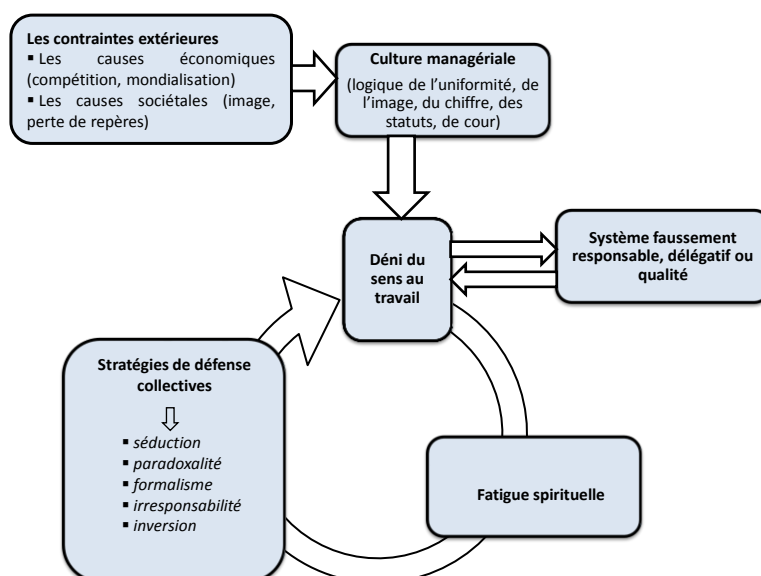 Les contraintes extérieures
▪ Les causes économiques
(compétition, mondialisation)
▪ Les causes sociétales (image,
perte de repères)
Culture managériale
(logique de l’uniformité, de
l’image, du chiffre, des
statuts, de cour)
Déni du
sens au
travail
Système faussement
responsable, délégatif ou
qualité
Stratégies de défense
collectives
▪ séduction
▪ paradoxalité
▪ formalisme
▪ irresponsabilité
▪ inversion
Fatigue spirituelle